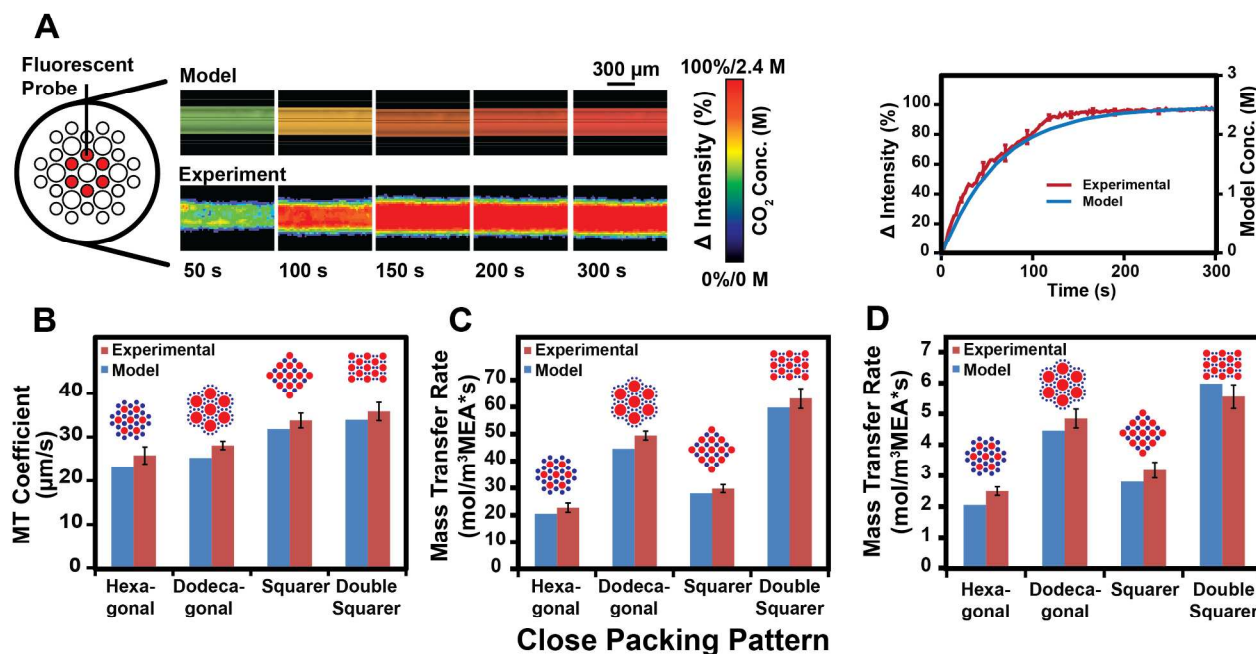 A
Fluorescent
Probe
Model
300 µm
Experiment
50 s
100 s
150 s
200 s
300 s
100%/2.4 M
Δ Intensity (%)
CO2 Conc. (M)
0%/0 M
Δ Intensity (%)
100
80
60
40
20
0
3
2
1
0
Model Conc. (M)
Experimental
Model
0
100
200
300
Time (s)
B
MT Coefficient
(µm/s)
40
30
20
10
0
Experimental
Model
Hexa-
gonal
Dodeca-
gonal
Squarer
Double
Squarer
C
Mass Transfer Rate
(mol/m³MEA*s)
70
60
50
40
30
20
10
0
Experimental
Model
Hexa-
gonal
Dodeca-
gonal
Squarer
Double
Squarer
D
Mass Transfer Rate
(mol/m³MEA*s)
7
6
5
4
3
2
1
0
Experimental
Model
Hexa-
gonal
Dodeca-
gonal
Squarer
Double
Squarer
Close Packing Pattern